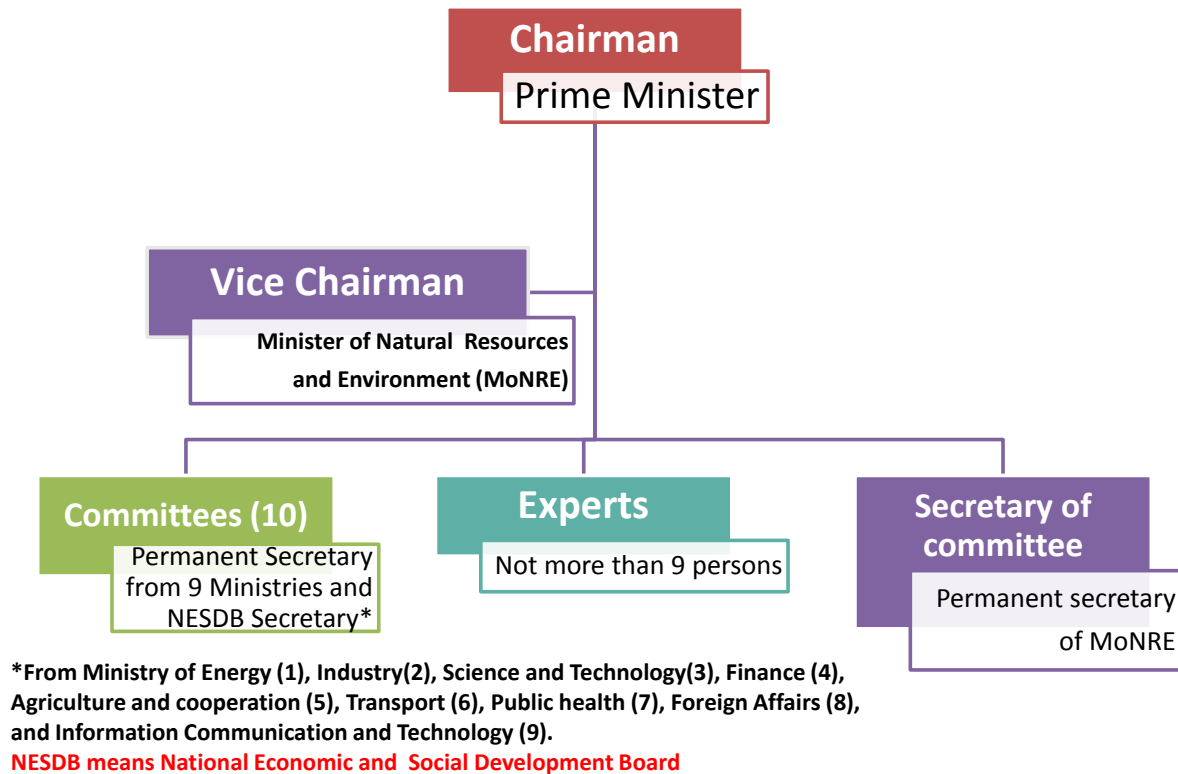 Chairman
Prime Minister
Vice Chairman
Minister of Natural Resources
and Environment (MoNRE)
Committees (10)
Permanent Secretary
from 9 Ministries and
NESDB Secretary*
Experts
Not more than 9 persons
Secretary of
committee
Permanent secretary
of MoNRE
*From Ministry of Energy (1), Industry(2), Science and Technology(3), Finance (4),
Agriculture and cooperation (5), Transport (6), Public health (7), Foreign Affairs (8),
and Information Communication and Technology (9).
NESDB means National Economic and Social Development Board